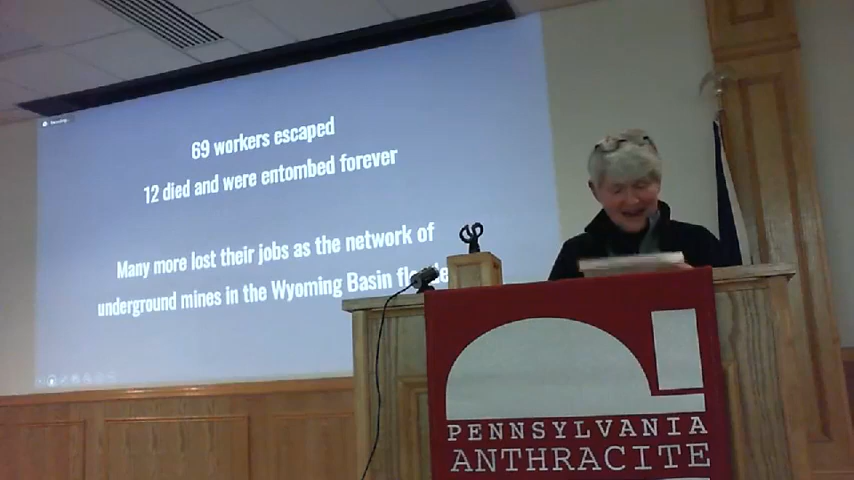 69 workers escaped
12 died and were entombed forever
Many more lost their jobs as the network of
underground mines in the Wyoming Basin
PENNSYLVANIA
ANTHRACITE